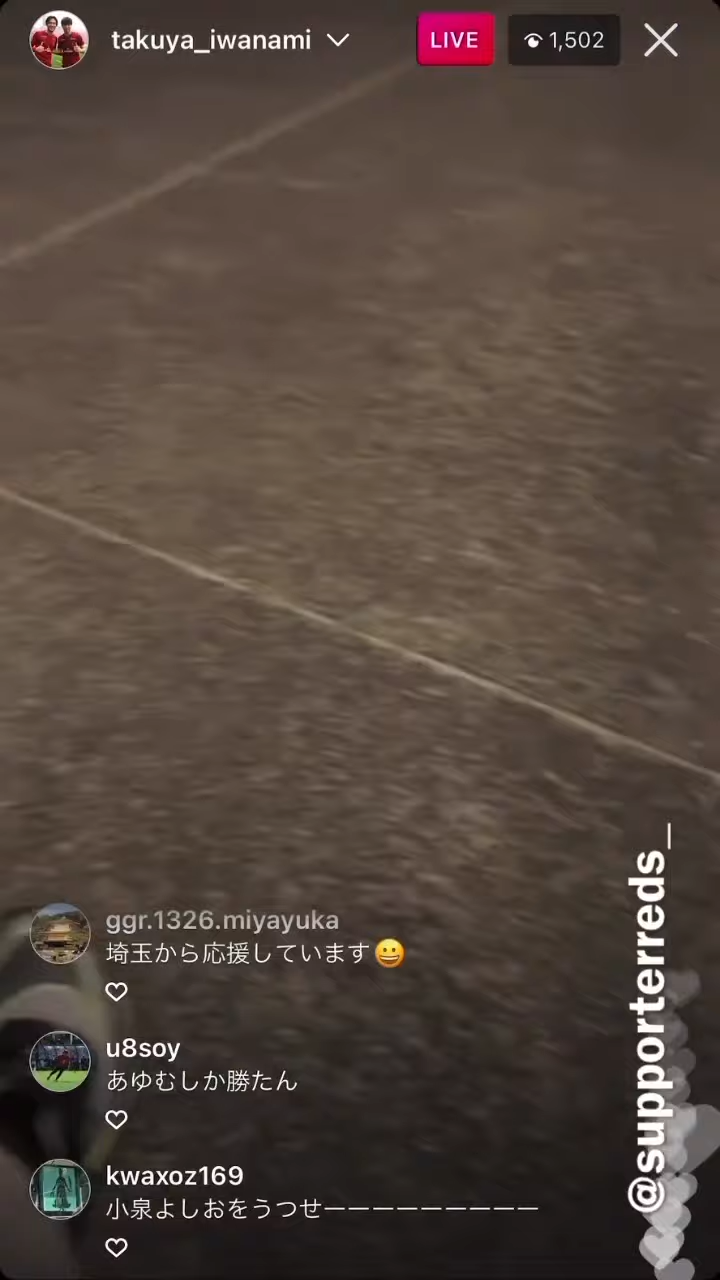 takuya_iwanami
LIVE
1,502
ggr.1326.miyayuka
埼玉から応援しています😀
u8soy
あゆむしか勝たん
kwaxoz169
小泉よしおをうつせーーーーーーーーー
@supporterreds_